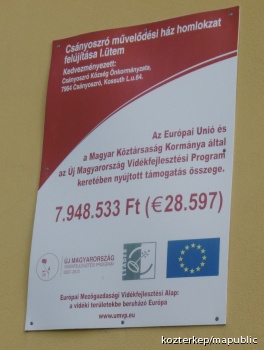 Csányoszró művelődési ház homlokzat
felújítása I.ütem
Kedvezményezett:
Csányoszró Község Önkormányzata,
7964 Csányoszró, Kossuth L.u.64.
Az Európai Unió és
a Magyar Köztársaság Kormánya által
az Új Magyarország Vidékfejlesztési Program
keretében nyújtott támogatás összege.
7.948.533 Ft (€28.597)
ÚJ MAGYARORSZÁG
Európai Mezőgazdasági Vidékfejlesztési Alap:
a vidéki területekbe beruházó Európa
www.umvp.eu
kozterkep/mapublic